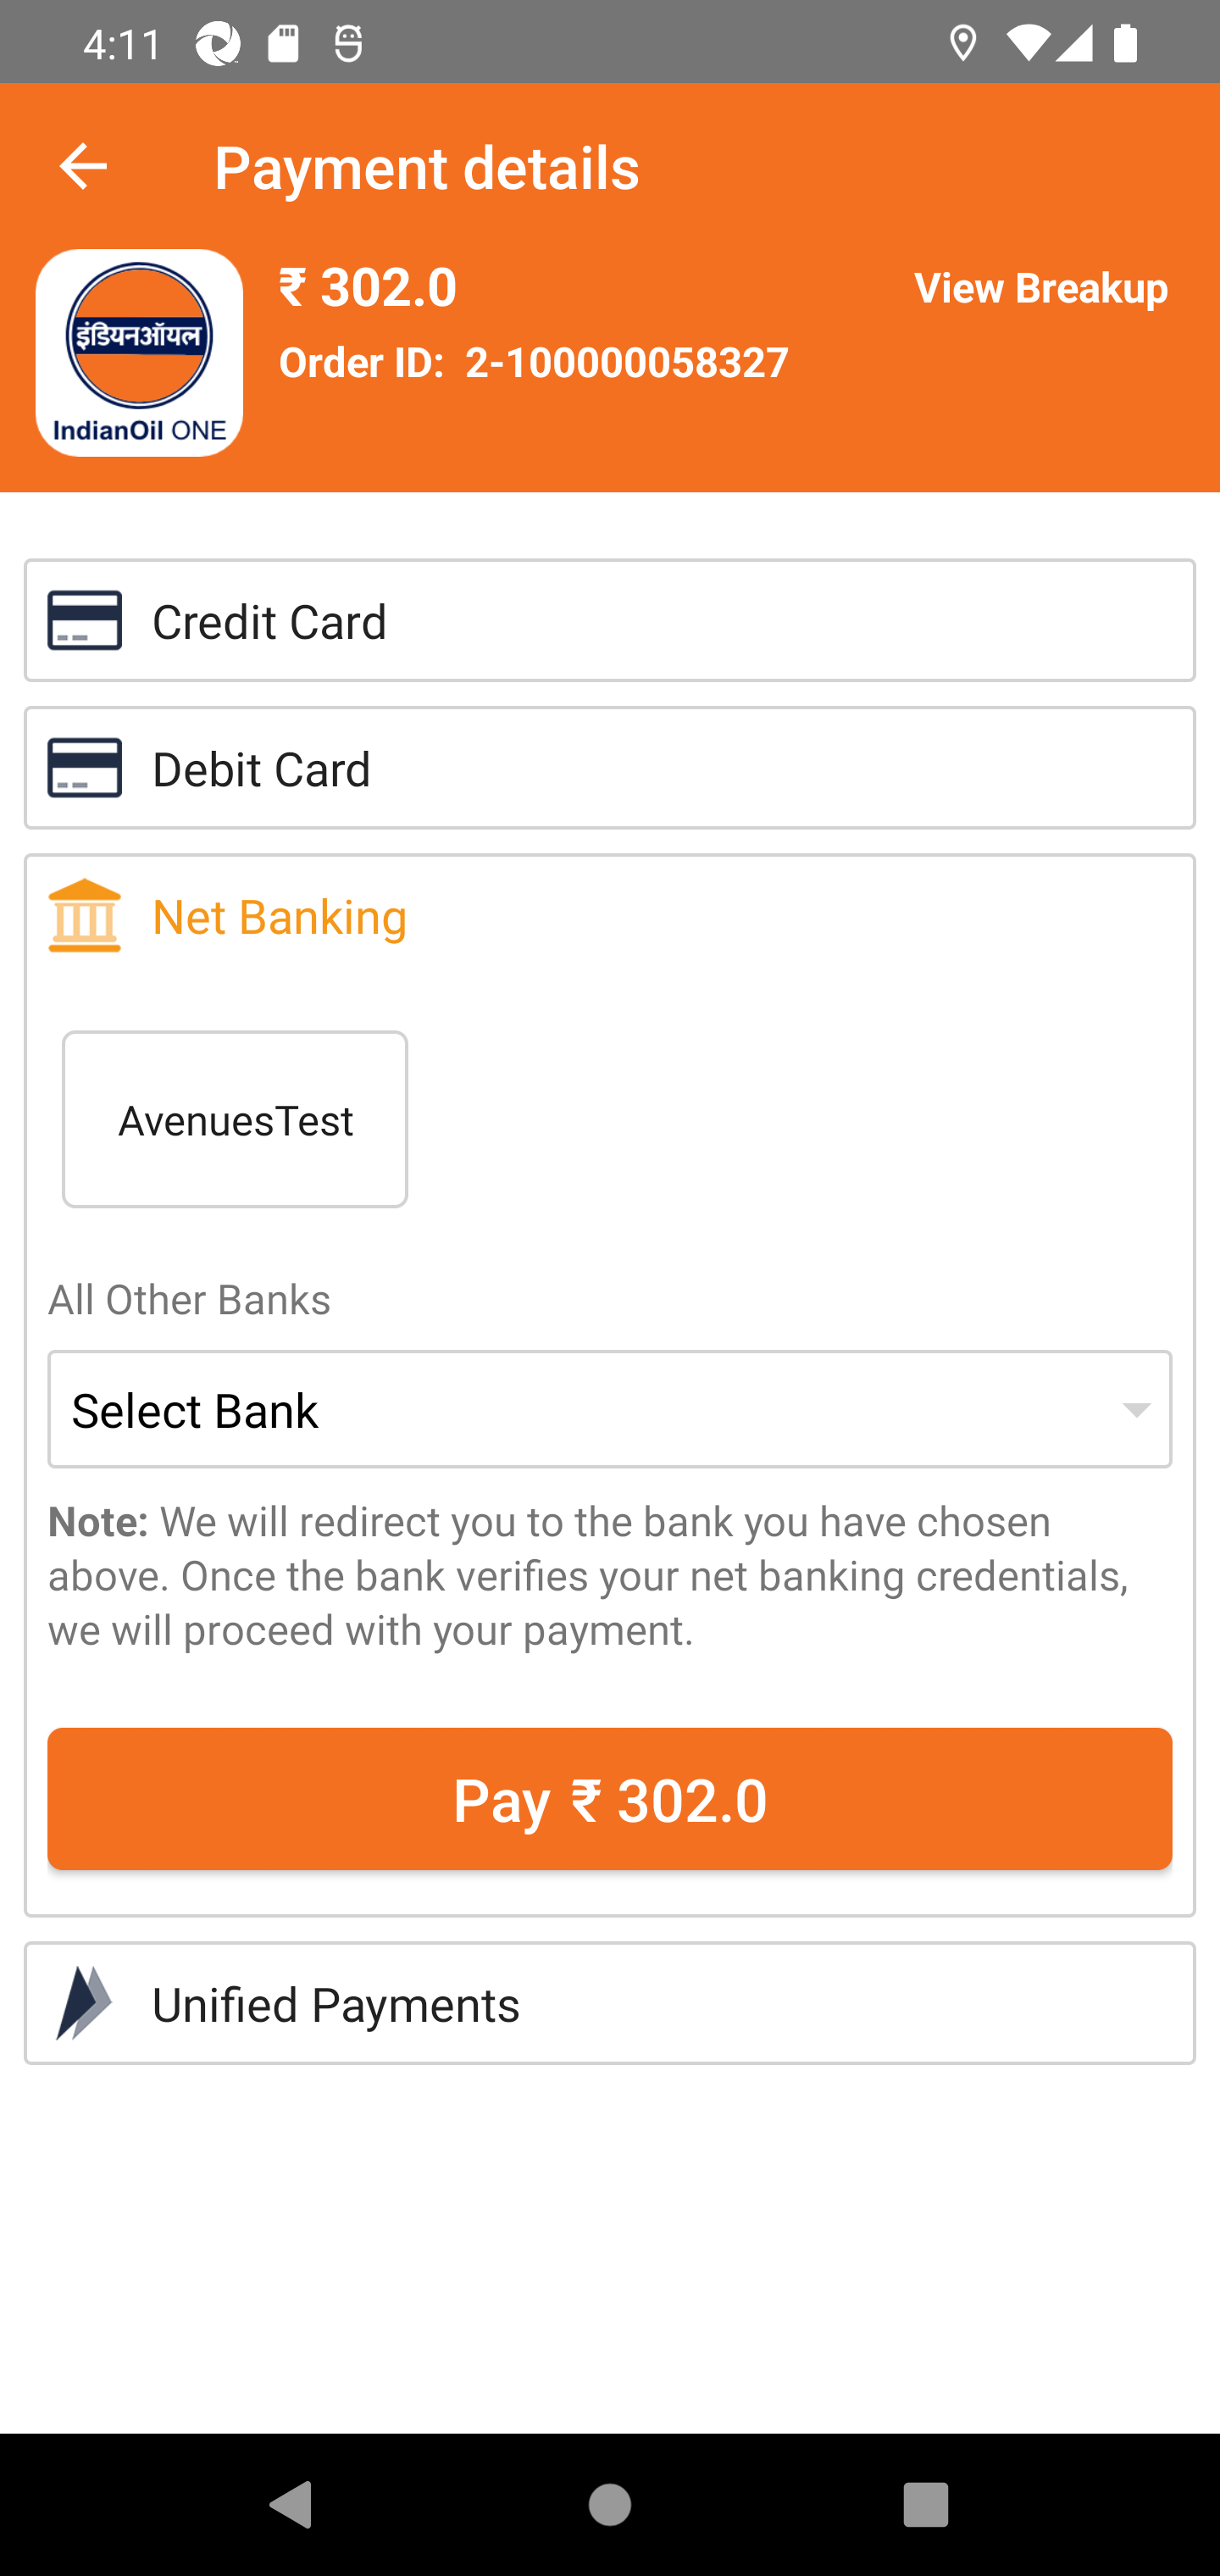 4:11
Payment details
₹ 302.0
View Breakup
Order ID: 2-100000058327
इंडियनऑयल
IndianOil ONE
Credit Card
Debit Card
Net Banking
AvenuesTest
All Other Banks
Select Bank
Note: We will redirect you to the bank you have chosen
above. Once the bank verifies your net banking credentials,
we will proceed with your payment.
Pay ₹ 302.0
Unified Payments